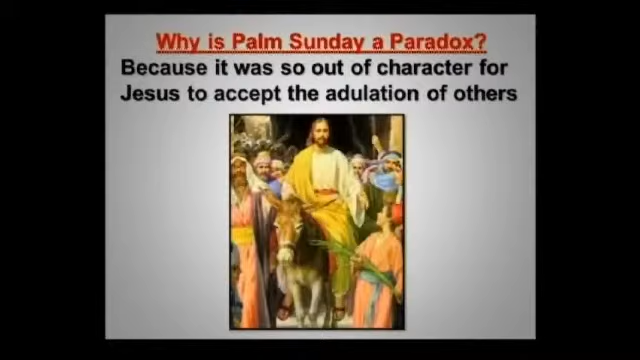 Why is Palm Sunday a Paradox?
Because it was so out of character for
Jesus to accept the adulation of others